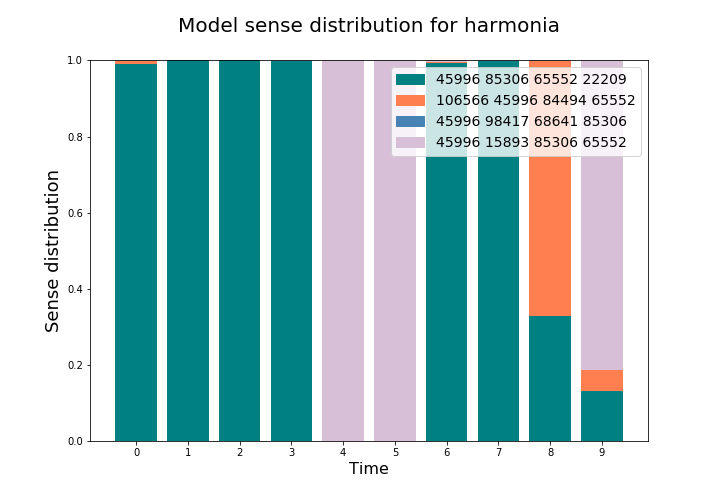 Model sense distribution for harmonia
1.0
0.8
0.6
0.4
0.2
0.0
Sense distribution
45996 85306 65552 22209
106566 45996 84494 65552
45996 98417 68641 85306
45996 15893 85306 65552
0 1 2 3 4 5 6 7 8 9
Time